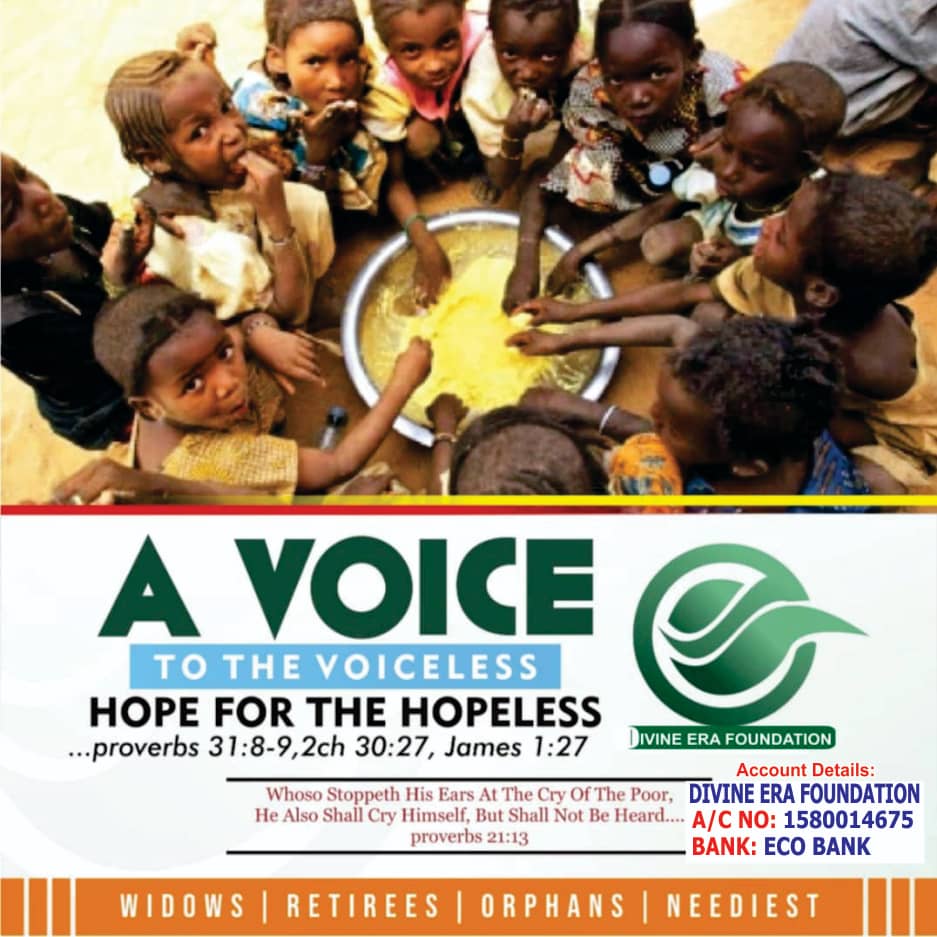 A VOICE
TO THE VOICELESS
HOPE FOR THE HOPELESS
...proverbs 31:8-9,2ch 30:27, James 1:27
DIVINE ERA FOUNDATION
Whoso Stoppeth His Ears At The Cry Of The Poor,
He Also Shall Cry Himself, But Shall Not Be Heard....
proverbs 21:13
Account Details:
DIVINE ERA FOUNDATION
A/C NO: 1580014675
BANK: ECO BANK
WIDOWS | RETIREES | ORPHANS | NEEDIEST